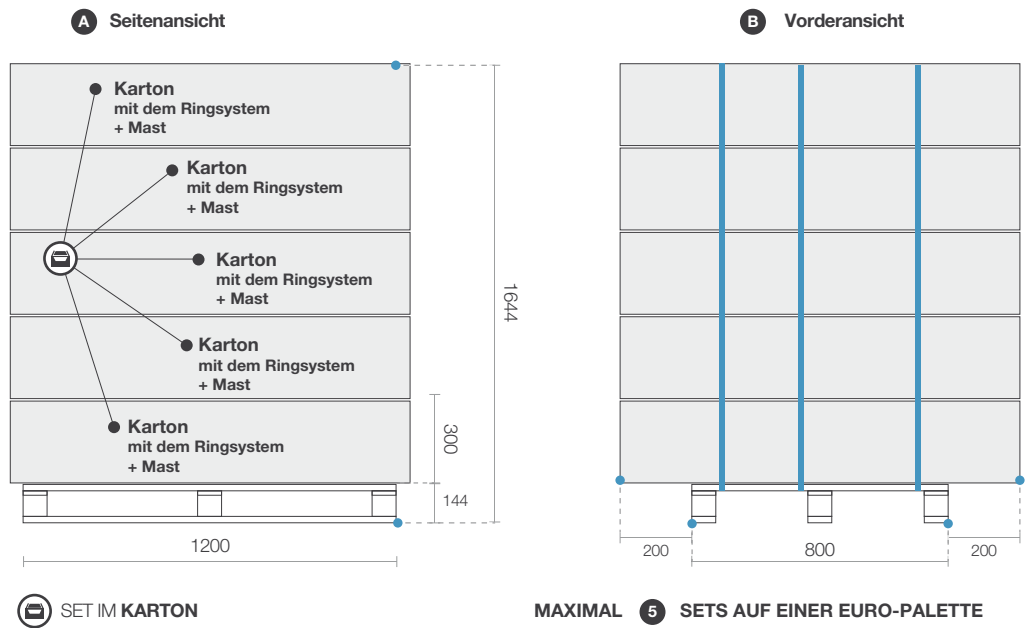 A Seitenansicht
B Vorderansicht
Karton
mit dem Ringsystem
+ Mast
Karton
mit dem Ringsystem
+ Mast
Karton
mit dem Ringsystem
+ Mast
Karton
mit dem Ringsystem
+ Mast
Karton
mit dem Ringsystem
+ Mast
1644
300
144
1200
200
800
200
SET IM KARTON
MAXIMAL 5 SETS AUF EINER EURO-PALETTE